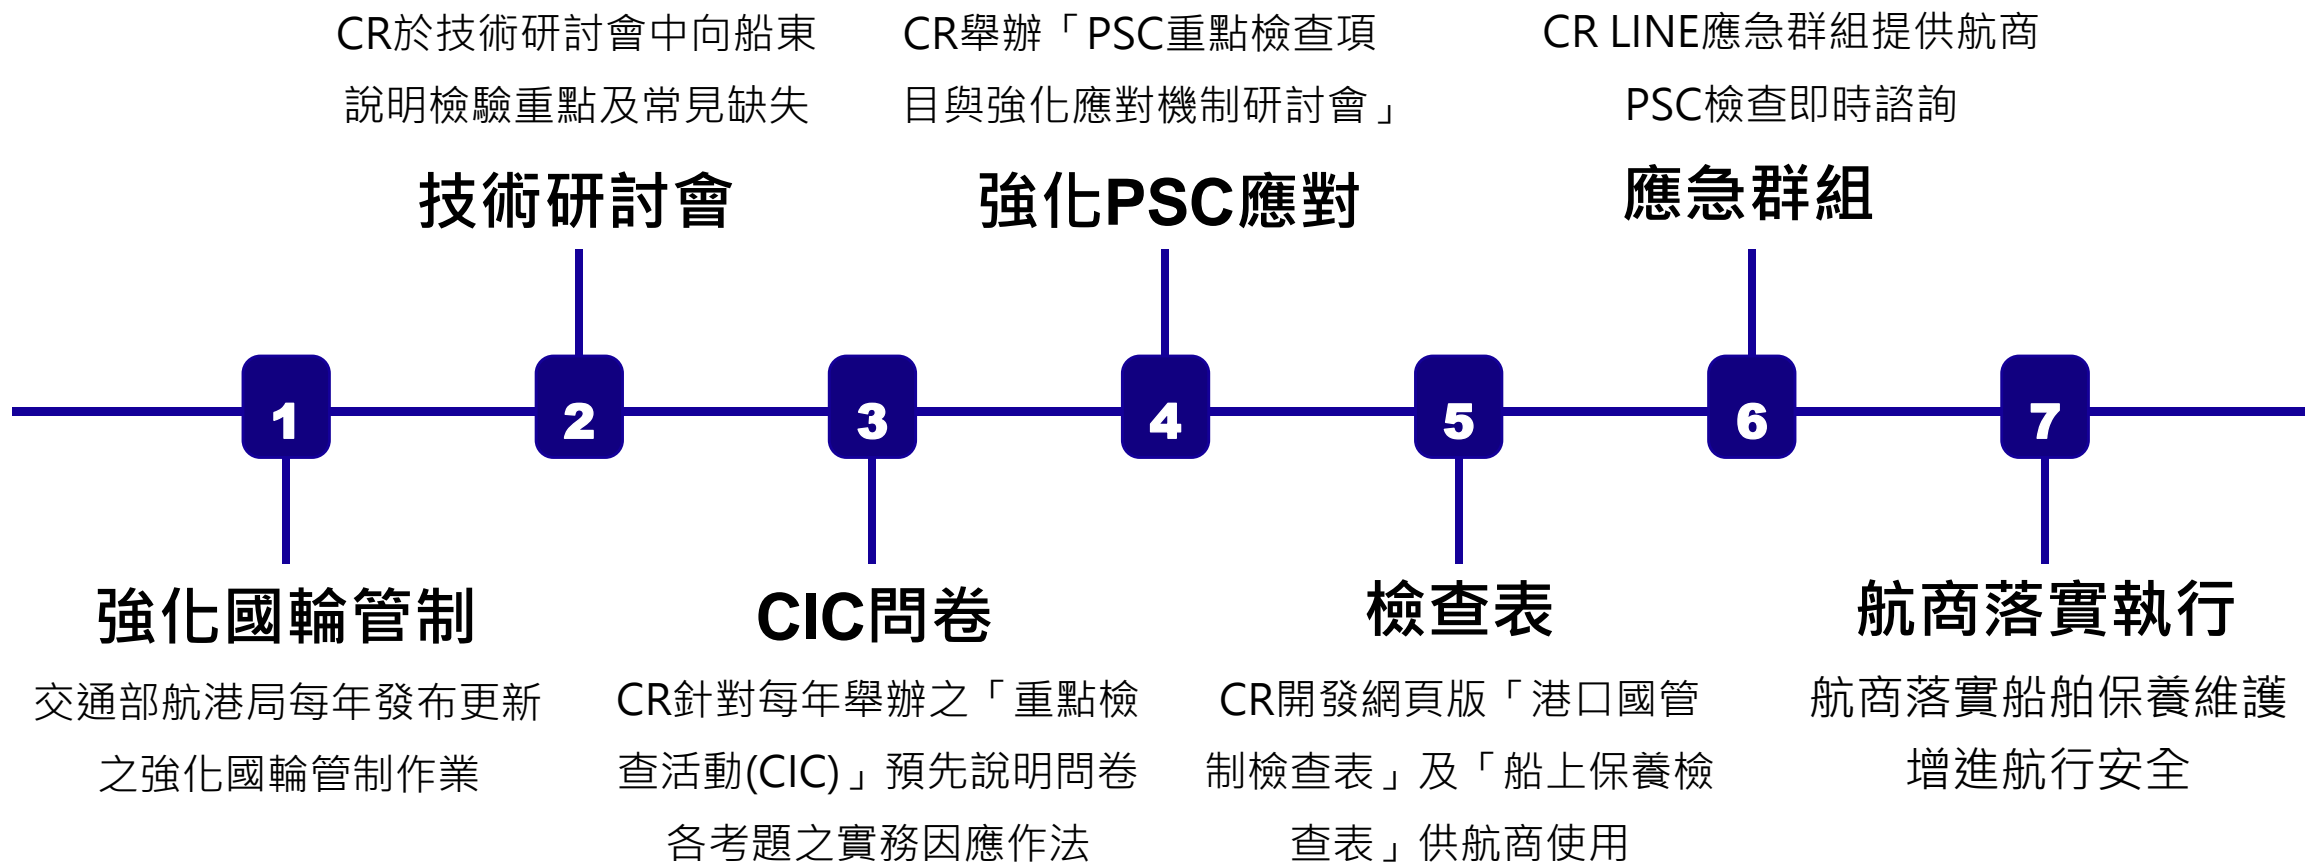 CR於技術研討會中向船東
說明檢驗重點及常見缺失
技術研討會
CR舉辦「PSC重點檢查項
目與強化應對機制研討會」
強化PSC應對
CR LINE應急群組提供航商
PSC檢查即時諮詢
應急群組
1
2
3
4
5
6
7
強化國輪管制
交通部航港局每年發布更新
之強化國輪管制作業
CIC問卷
CR針對每年舉辦之「重點檢
查活動(CIC)」預先說明問卷
各考題之實務因應作法
檢查表
CR開發網頁版「港口國管
制檢查表」及「船上保養檢
查表」供航商使用
航商落實執行
航商落實船舶保養維護
增進航行安全